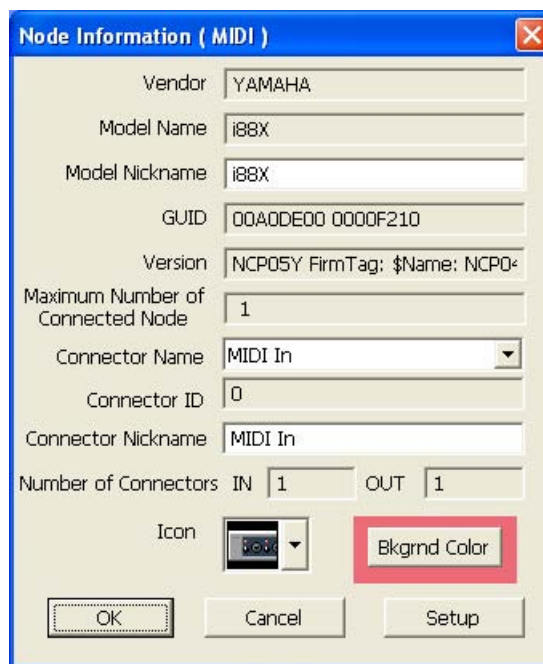 Node Information ( MIDI )
Vendor YAMAHA
Model Name i88X
Model Nickname i88X
GUID 00A0DE00 0000F210
Version NCP05Y FirmTag: $Name: NCP04
Maximum Number of
Connected Node 1
Connector Name MIDI In
Connector ID 0
Connector Nickname MIDI In
Number of Connectors IN 1 OUT 1
Icon Bkgrnd Color
OK Cancel Setup